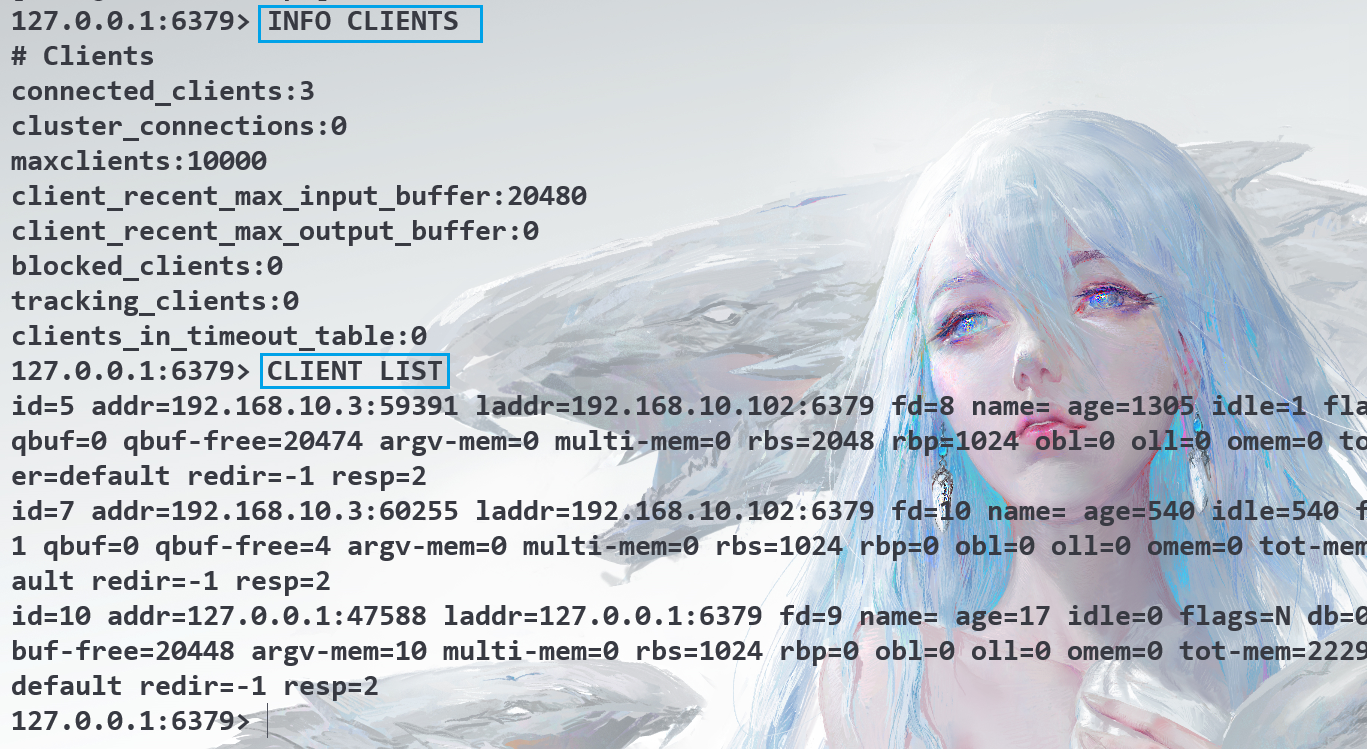 127.0.0.1:6379> INFO CLIENTS
# Clients
connected_clients:3
cluster_connections:0
maxclients:10000
client_recent_max_input_buffer:20480
client_recent_max_output_buffer:0
blocked_clients:0
tracking_clients:0
clients_in_timeout_table:0
127.0.0.1:6379> CLIENT LIST
id=5 addr=192.168.10.3:59391 laddr=192.168.10.102:6379 fd=8 name= age=1305 idle=1 fla
qbuf=0 qbuf-free=20474 argv-mem=0 multi-mem=0 rbs=2048 rbp=1024 obl=0 oll=0 omem=0 to
er=default redir=-1 resp=2
id=7 addr=192.168.10.3:60255 laddr=192.168.10.102:6379 fd=10 name= age=540 idle=540 f
1 qbuf=0 qbuf-free=4 argv-mem=0 multi-mem=0 rbs=1024 rbp=0 obl=0 oll=0 omem=0 tot-mem
ault redir=-1 resp=2
id=10 addr=127.0.0.1:47588 laddr=127.0.0.1:6379 fd=9 name= age=17 idle=0 flags=N db=0
buf-free=20448 argv-mem=10 multi-mem=0 rbs=1024 rbp=0 obl=0 oll=0 omem=0 tot-mem=2229
default redir=-1 resp=2
127.0.0.1:6379>